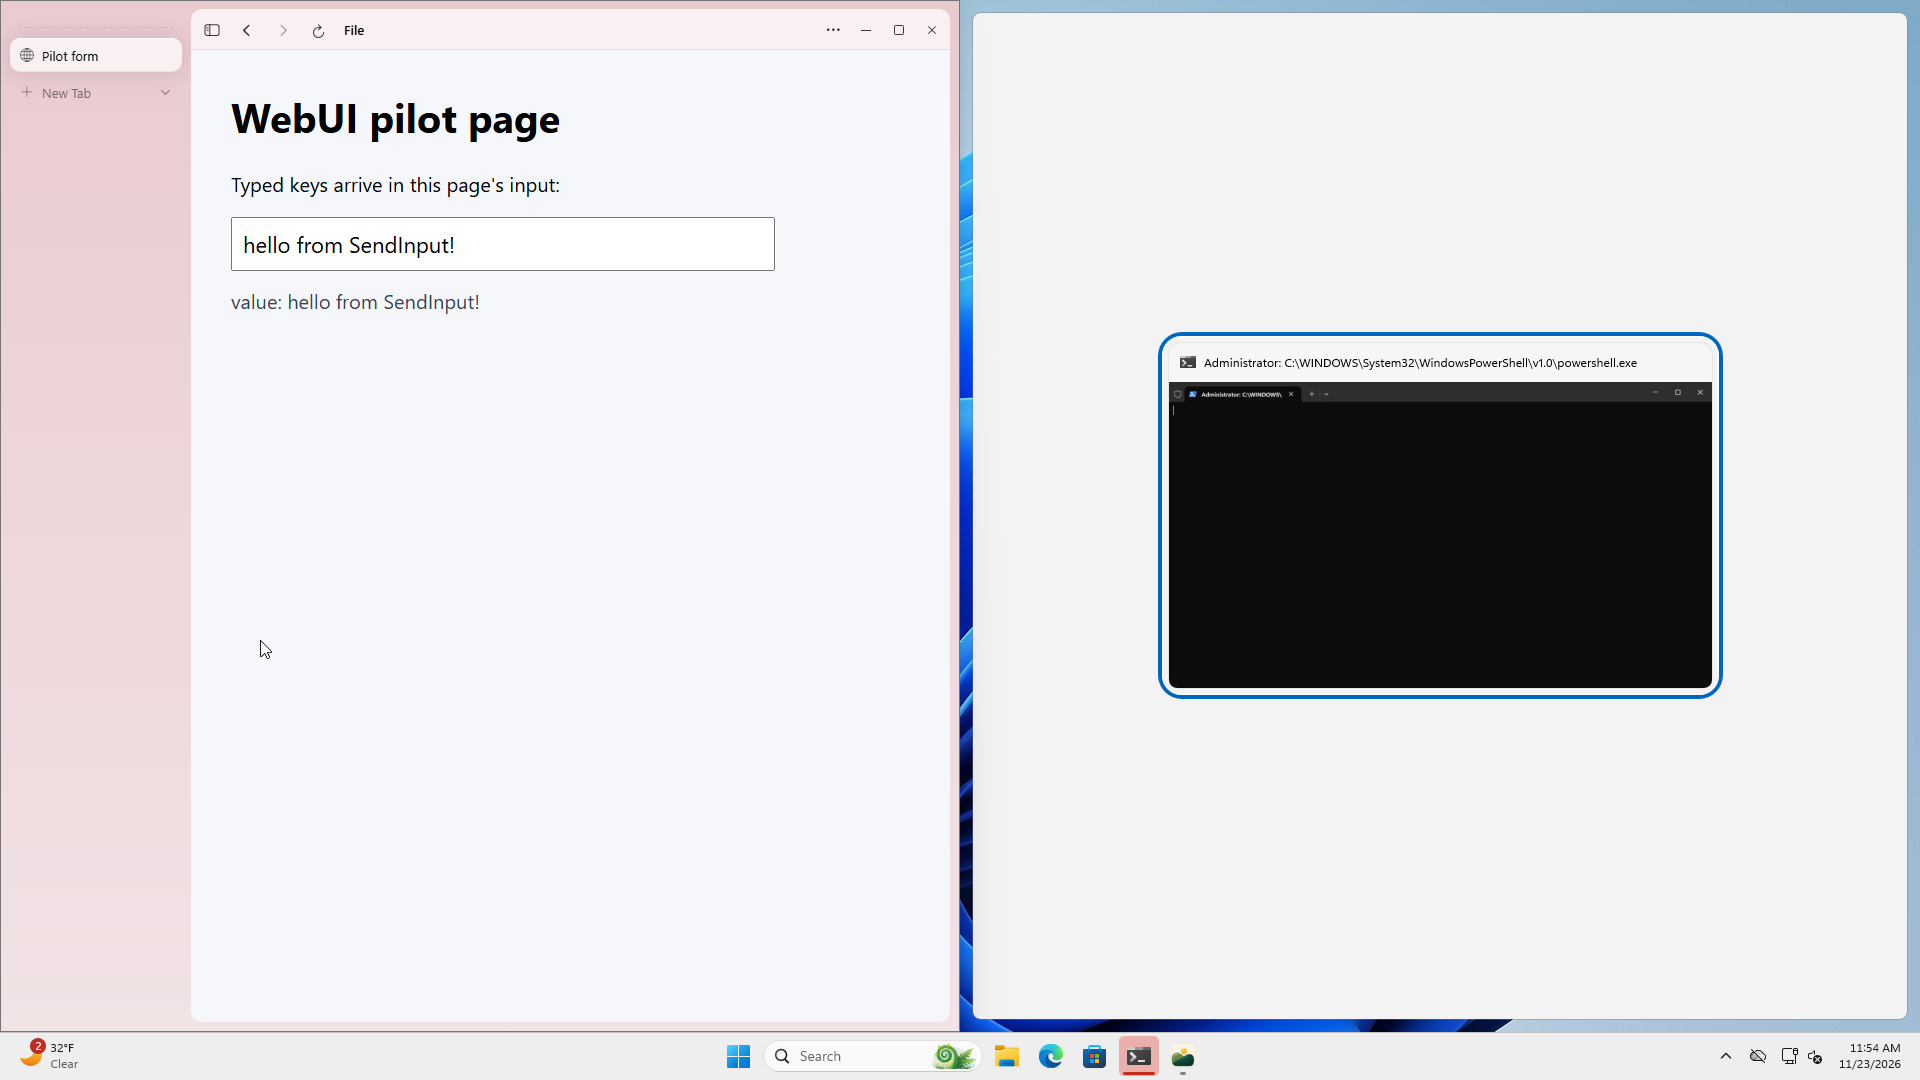 Pilot form
New Tab
File
WebUI pilot page
Typed keys arrive in this page's input:
hello from SendInput!
value: hello from SendInput!
Administrator: C:\WINDOWS\System32\WindowsPowerShell\v1.0\powershell.exe
Administrator: C:\WINDOWS\
2
32°F
Clear
Search
11:54 AM
11/23/2026